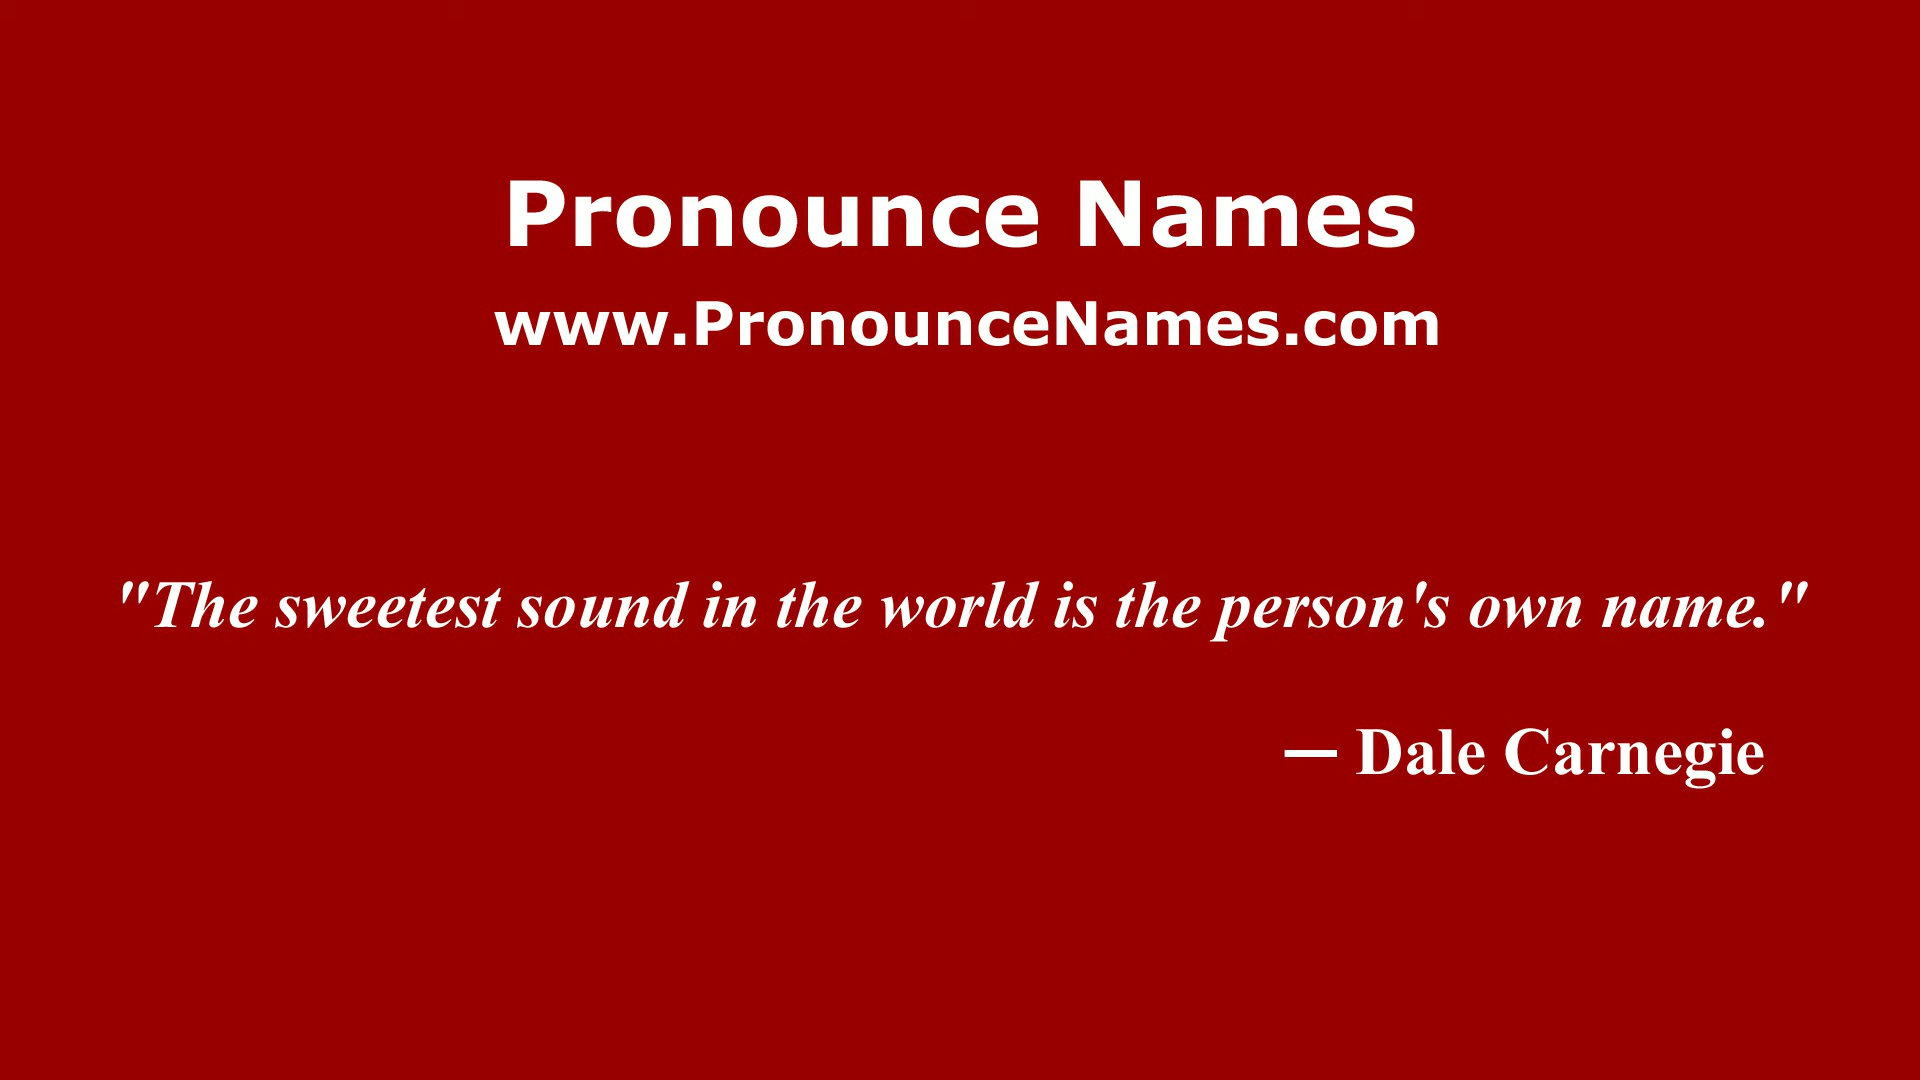 Pronounce Names
www.PronounceNames.com
"The sweetest sound in the world is the person's own name."
— Dale Carnegie